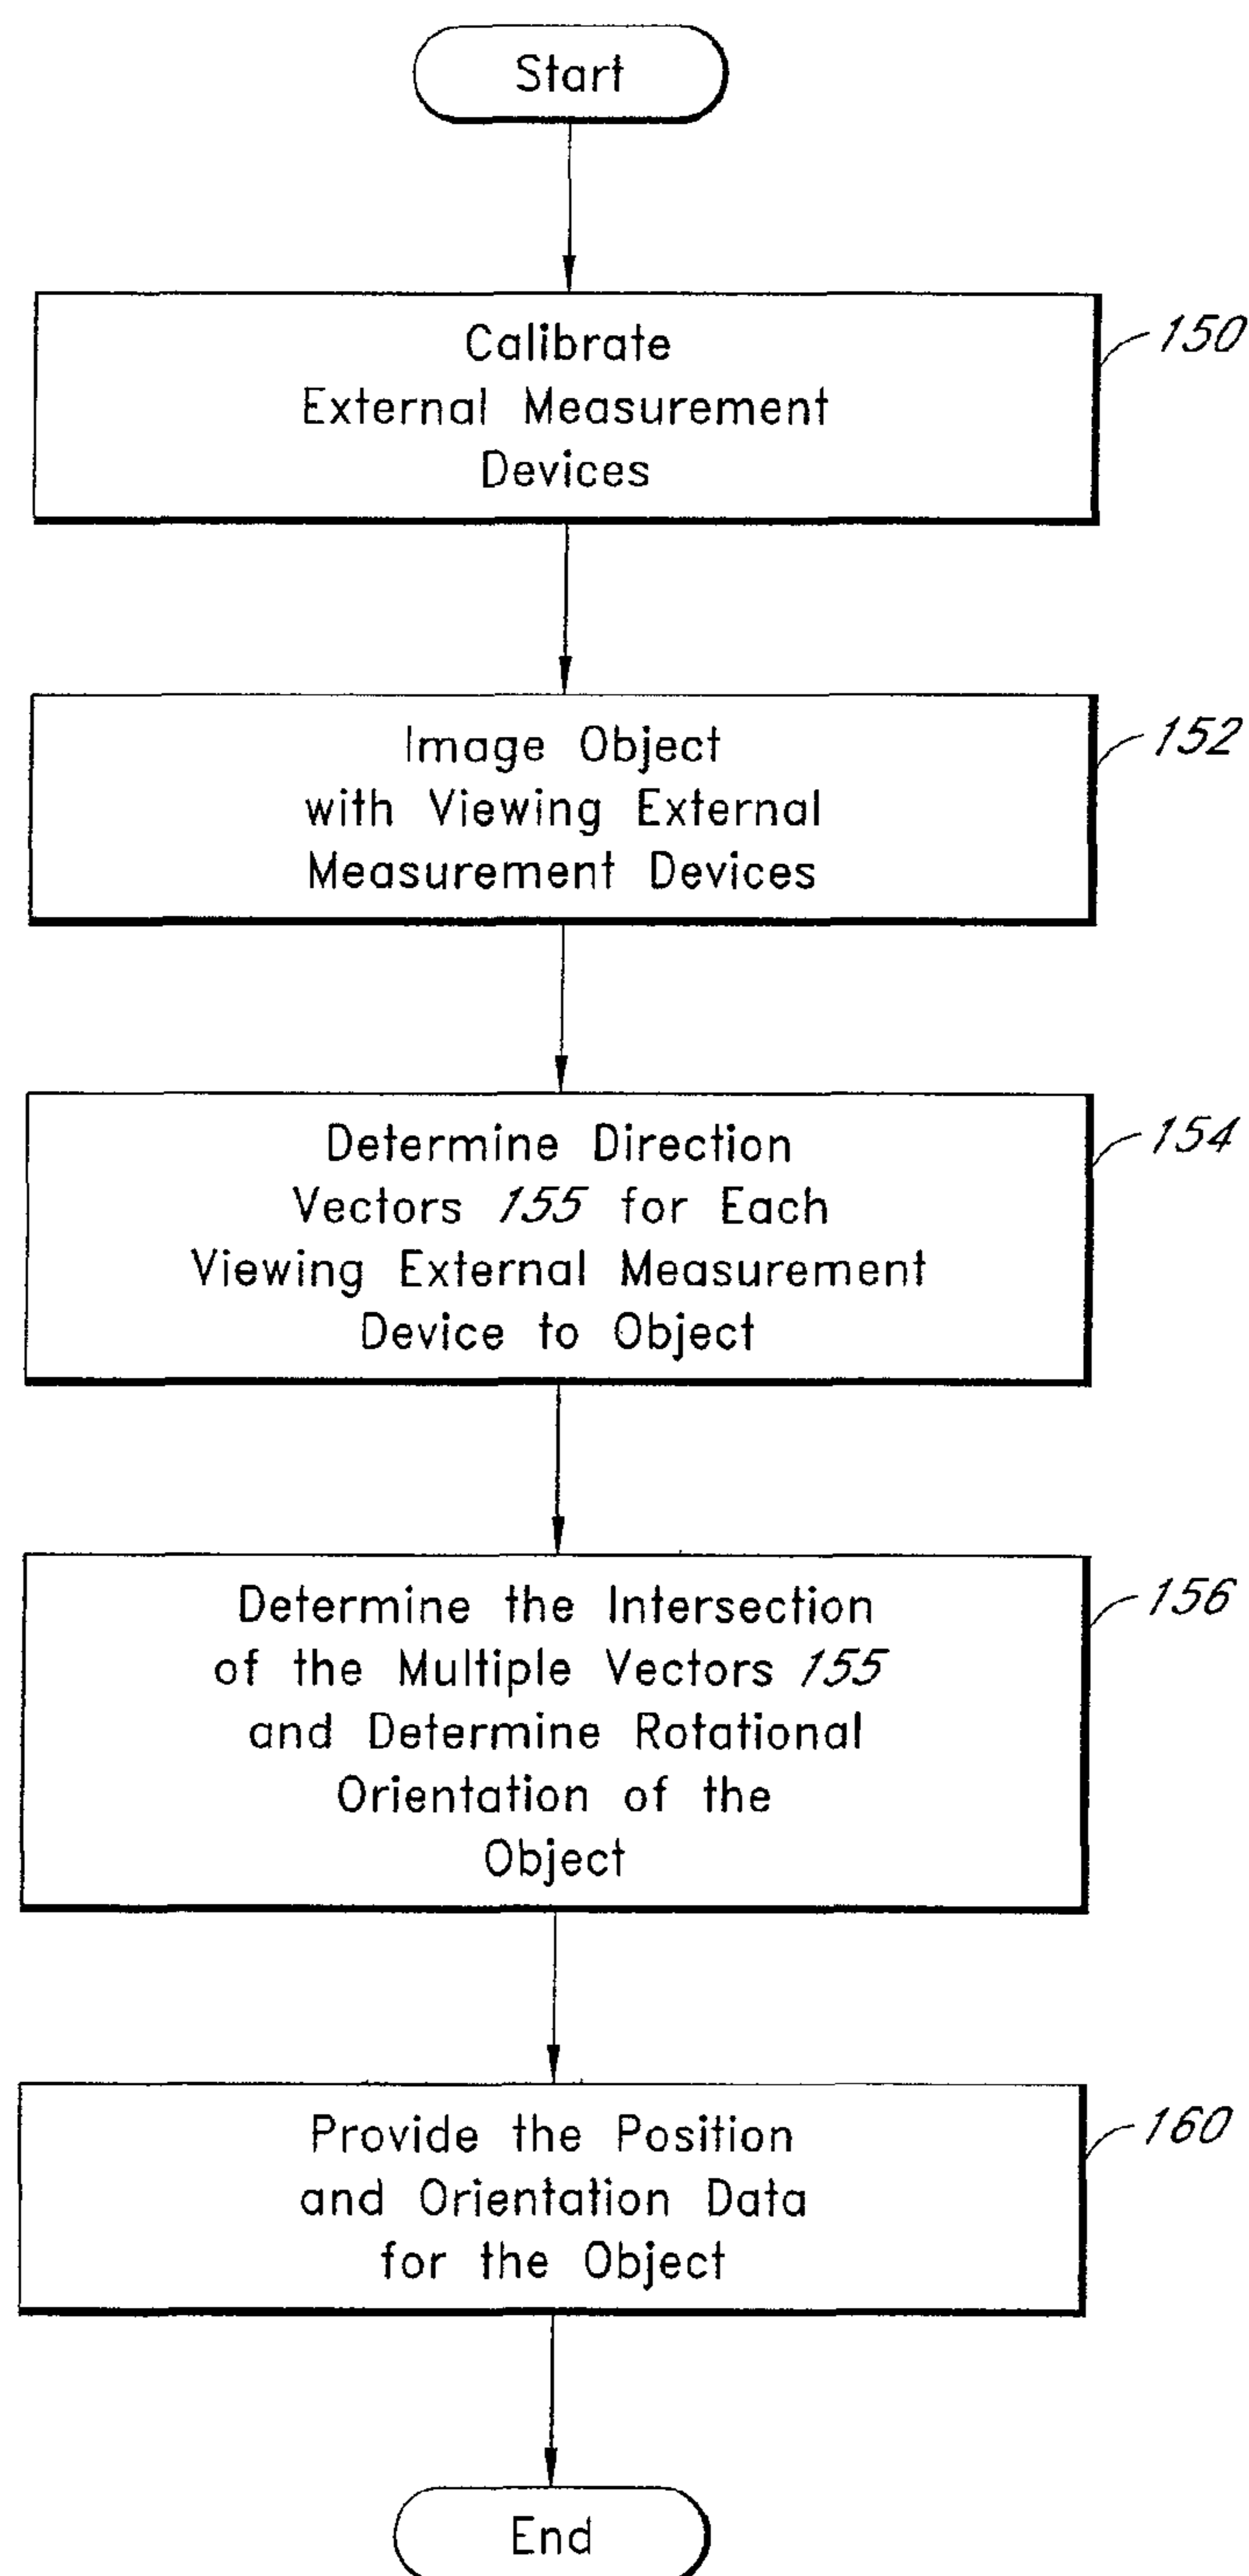 Start
Calibrate
External Measurement
Devices
150
Image Object
with Viewing External
Measurement Devices
152
Determine Direction
Vectors 155 for Each
Viewing External Measurement
Device to Object
154
Determine the Intersection
of the Multiple Vectors 155
and Determine Rotational
Orientation of the
Object
156
Provide the Position
and Orientation Data
for the Object
160
End